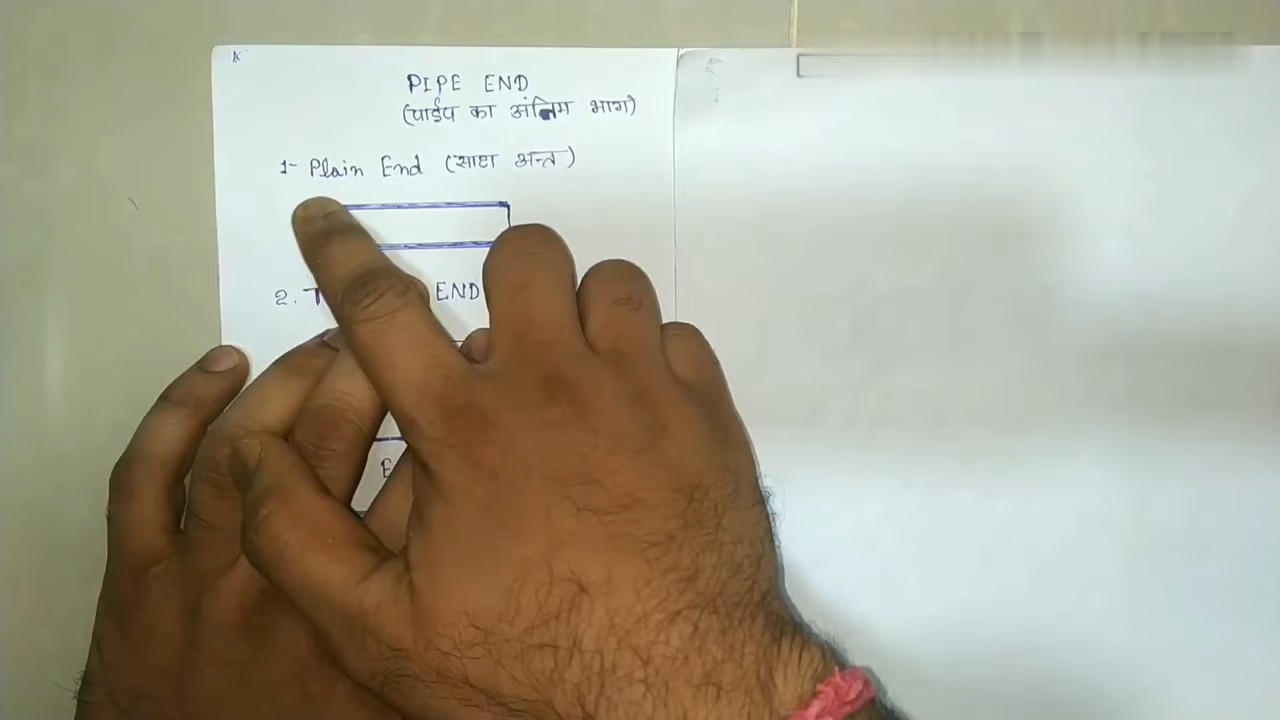 PIPE END
(पाईप का अंतिम भाग)
1- Plain End (सादा अन्त)
2. T END
E